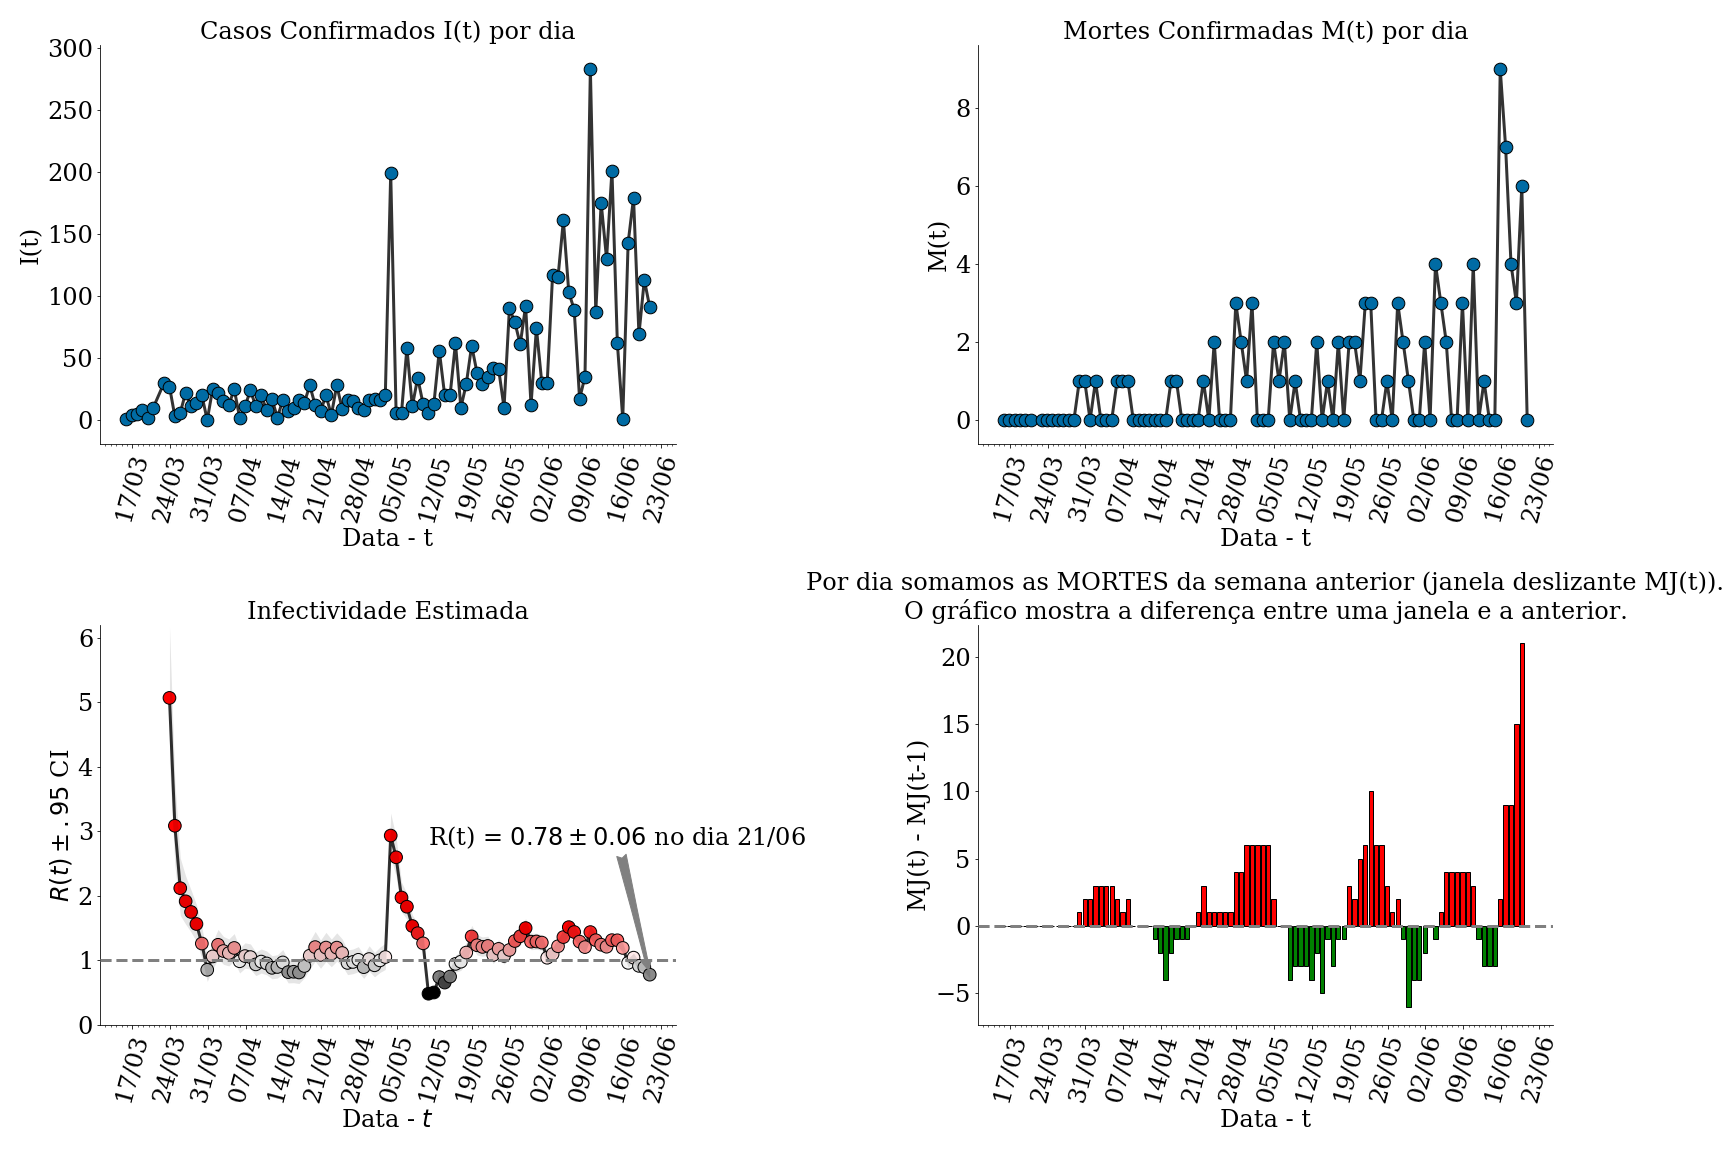 Casos Confirmados I(t) por dia
I(t)
300
250
200
150
100
50
0
17/03 24/03 31/03 07/04 14/04 21/04 28/04 05/05 12/05 19/05 26/05 02/06 09/06 16/06 23/06
Data - t
Mortes Confirmadas M(t) por dia
M(t)
8
6
4
2
0
17/03 24/03 31/03 07/04 14/04 21/04 28/04 05/05 12/05 19/05 26/05 02/06 09/06 16/06 23/06
Data - t
Infectividade Estimada
R(t) ± .95 CI
6
5
4
3
2
1
0
R(t) = 0.78 ± 0.06 no dia 21/06
17/03 24/03 31/03 07/04 14/04 21/04 28/04 05/05 12/05 19/05 26/05 02/06 09/06 16/06 23/06
Data - t
Por dia somamos as MORTES da semana anterior (janela deslizante MJ(t)).
O gráfico mostra a diferença entre uma janela e a anterior.
MJ(t) - MJ(t-1)
20
15
10
5
0
−5
17/03 24/03 31/03 07/04 14/04 21/04 28/04 05/05 12/05 19/05 26/05 02/06 09/06 16/06 23/06
Data - t